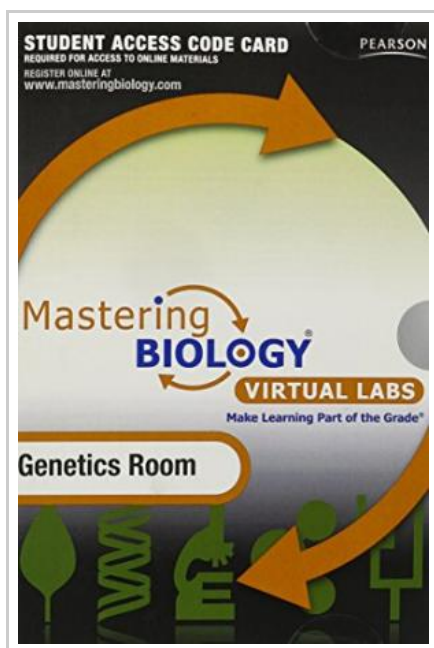 STUDENT ACCESS CODE CARD
PEARSON
REQUIRED FOR ACCESS TO ONLINE MATERIALS
REGISTER ONLINE AT
www.masteringbiology.com
Mastering
BIOLOGY®
VIRTUAL LABS
Make Learning Part of the Grade®
Genetics Room